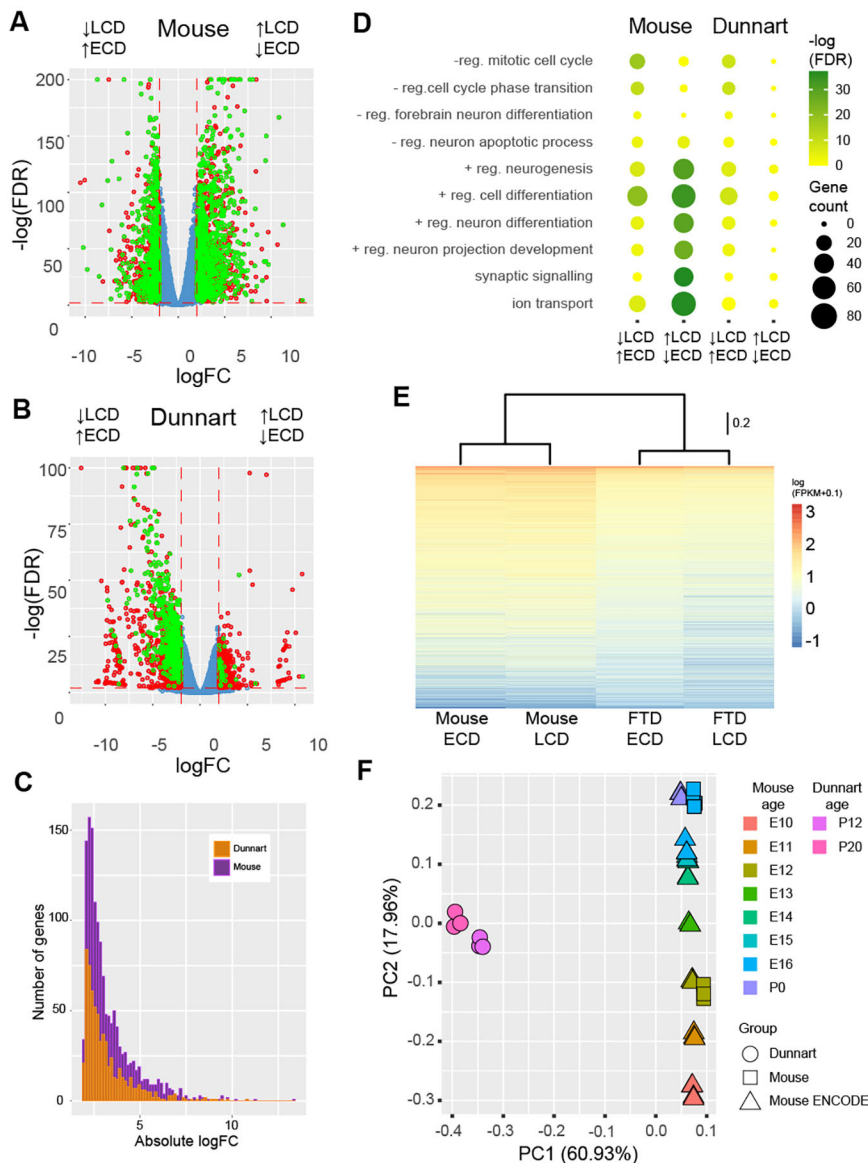 A
↓LCD
↑ECD
Mouse
↑LCD
↓ECD
200
150
100
50
0
-log(FDR)
-10
-5
0
5
10
logFC
B
↓LCD
↑ECD
Dunnart
↑LCD
↓ECD
100
75
50
25
0
-log(FDR)
-10
-5
0
5
10
logFC
C
150
100
50
0
Number of genes
Dunnart
Mouse
5
10
Absolute logFC
D
Mouse
Dunnart
-reg. mitotic cell cycle
- reg.cell cycle phase transition
- reg. forebrain neuron differentiation
- reg. neuron apoptotic process
+ reg. neurogenesis
+ reg. cell differentiation
+ reg. neuron differentiation
+ reg. neuron projection development
synaptic signalling
ion transport
↓LCD
↑ECD
↑LCD
↓ECD
↓LCD
↑ECD
↑LCD
↓ECD
-log
(FDR)
30
20
10
0
Gene
count
0
20
40
60
80
E
0.2
log
(FPKM+0.1)
3
2
1
0
-1
Mouse
ECD
Mouse
LCD
FTD
ECD
FTD
LCD
F
0.2
0.1
0.0
-0.1
-0.2
-0.3
PC2 (17.96%)
-0.4
-0.3
-0.2
-0.1
0.0
0.1
PC1 (60.93%)
Mouse
age
E10
E11
E12
E13
E14
E15
E16
P0
Dunnart
age
P12
P20
Group
Dunnart
Mouse
Mouse ENCODE